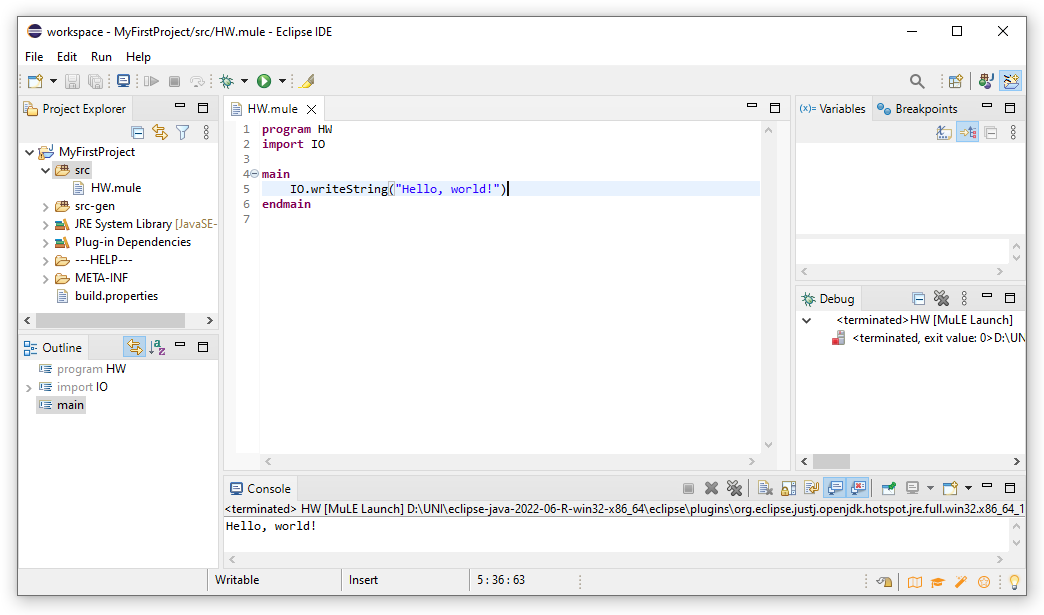 workspace - MyFirstProject/src/HW.mule - Eclipse IDE
File Edit Run Help
Project Explorer
MyFirstProject
src
HW.mule
src-gen
JRE System Library [JavaSE-
Plug-in Dependencies
---HELP---
META-INF
build.properties
Outline
program HW
import IO
main
HW.mule
1 program HW
2 import IO
3
4 main
5 IO.writeString("Hello, world!")
6 endmain
7
(x)= Variables Breakpoints
Debug
<terminated>HW [MuLE Launch]
<terminated, exit value: 0>D:\UN
Console
<terminated> HW [MuLE Launch] D:\UNI\eclipse-java-2022-06-R-win32-x86_64\eclipse\plugins\org.eclipse.justj.openjdk.hotspot.jre.full.win32.x86_64_1
Hello, world!
Writable Insert 5 : 36 : 63